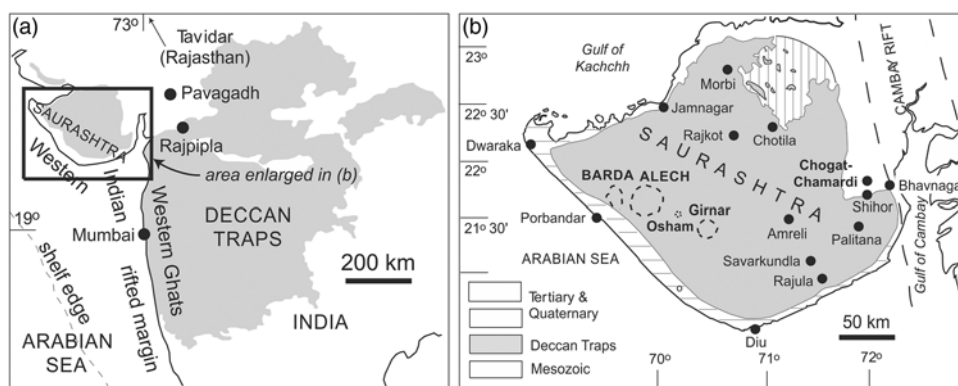 (a)
73°
Tavidar
(Rajasthan)
Pavagadh
SAURASHTRA
Rajpipla
area enlarged in (b)
Western Indian rifted margin
19°
Mumbai
Western Ghats
DECCAN
TRAPS
200 km
shelf edge
INDIA
ARABIAN
SEA
(b)
23°
Gulf of
Kachchh
CAMBAY RIFT
Morbi
22° 30'
Jamnagar
Dwaraka
Rajkot
Chotila
SAURASHTRA
22°
Chogat-
Chamardi
BARDA
ALECH
Bhavnagar
Shihor
Girnar
Porbandar
Osham
21° 30'
Amreli
Palitana
Gulf of Cambay
ARABIAN SEA
Savarkundla
Rajula
Tertiary &
Quaternary
Deccan Traps
Mesozoic
50 km
Diu
70°
71°
72°